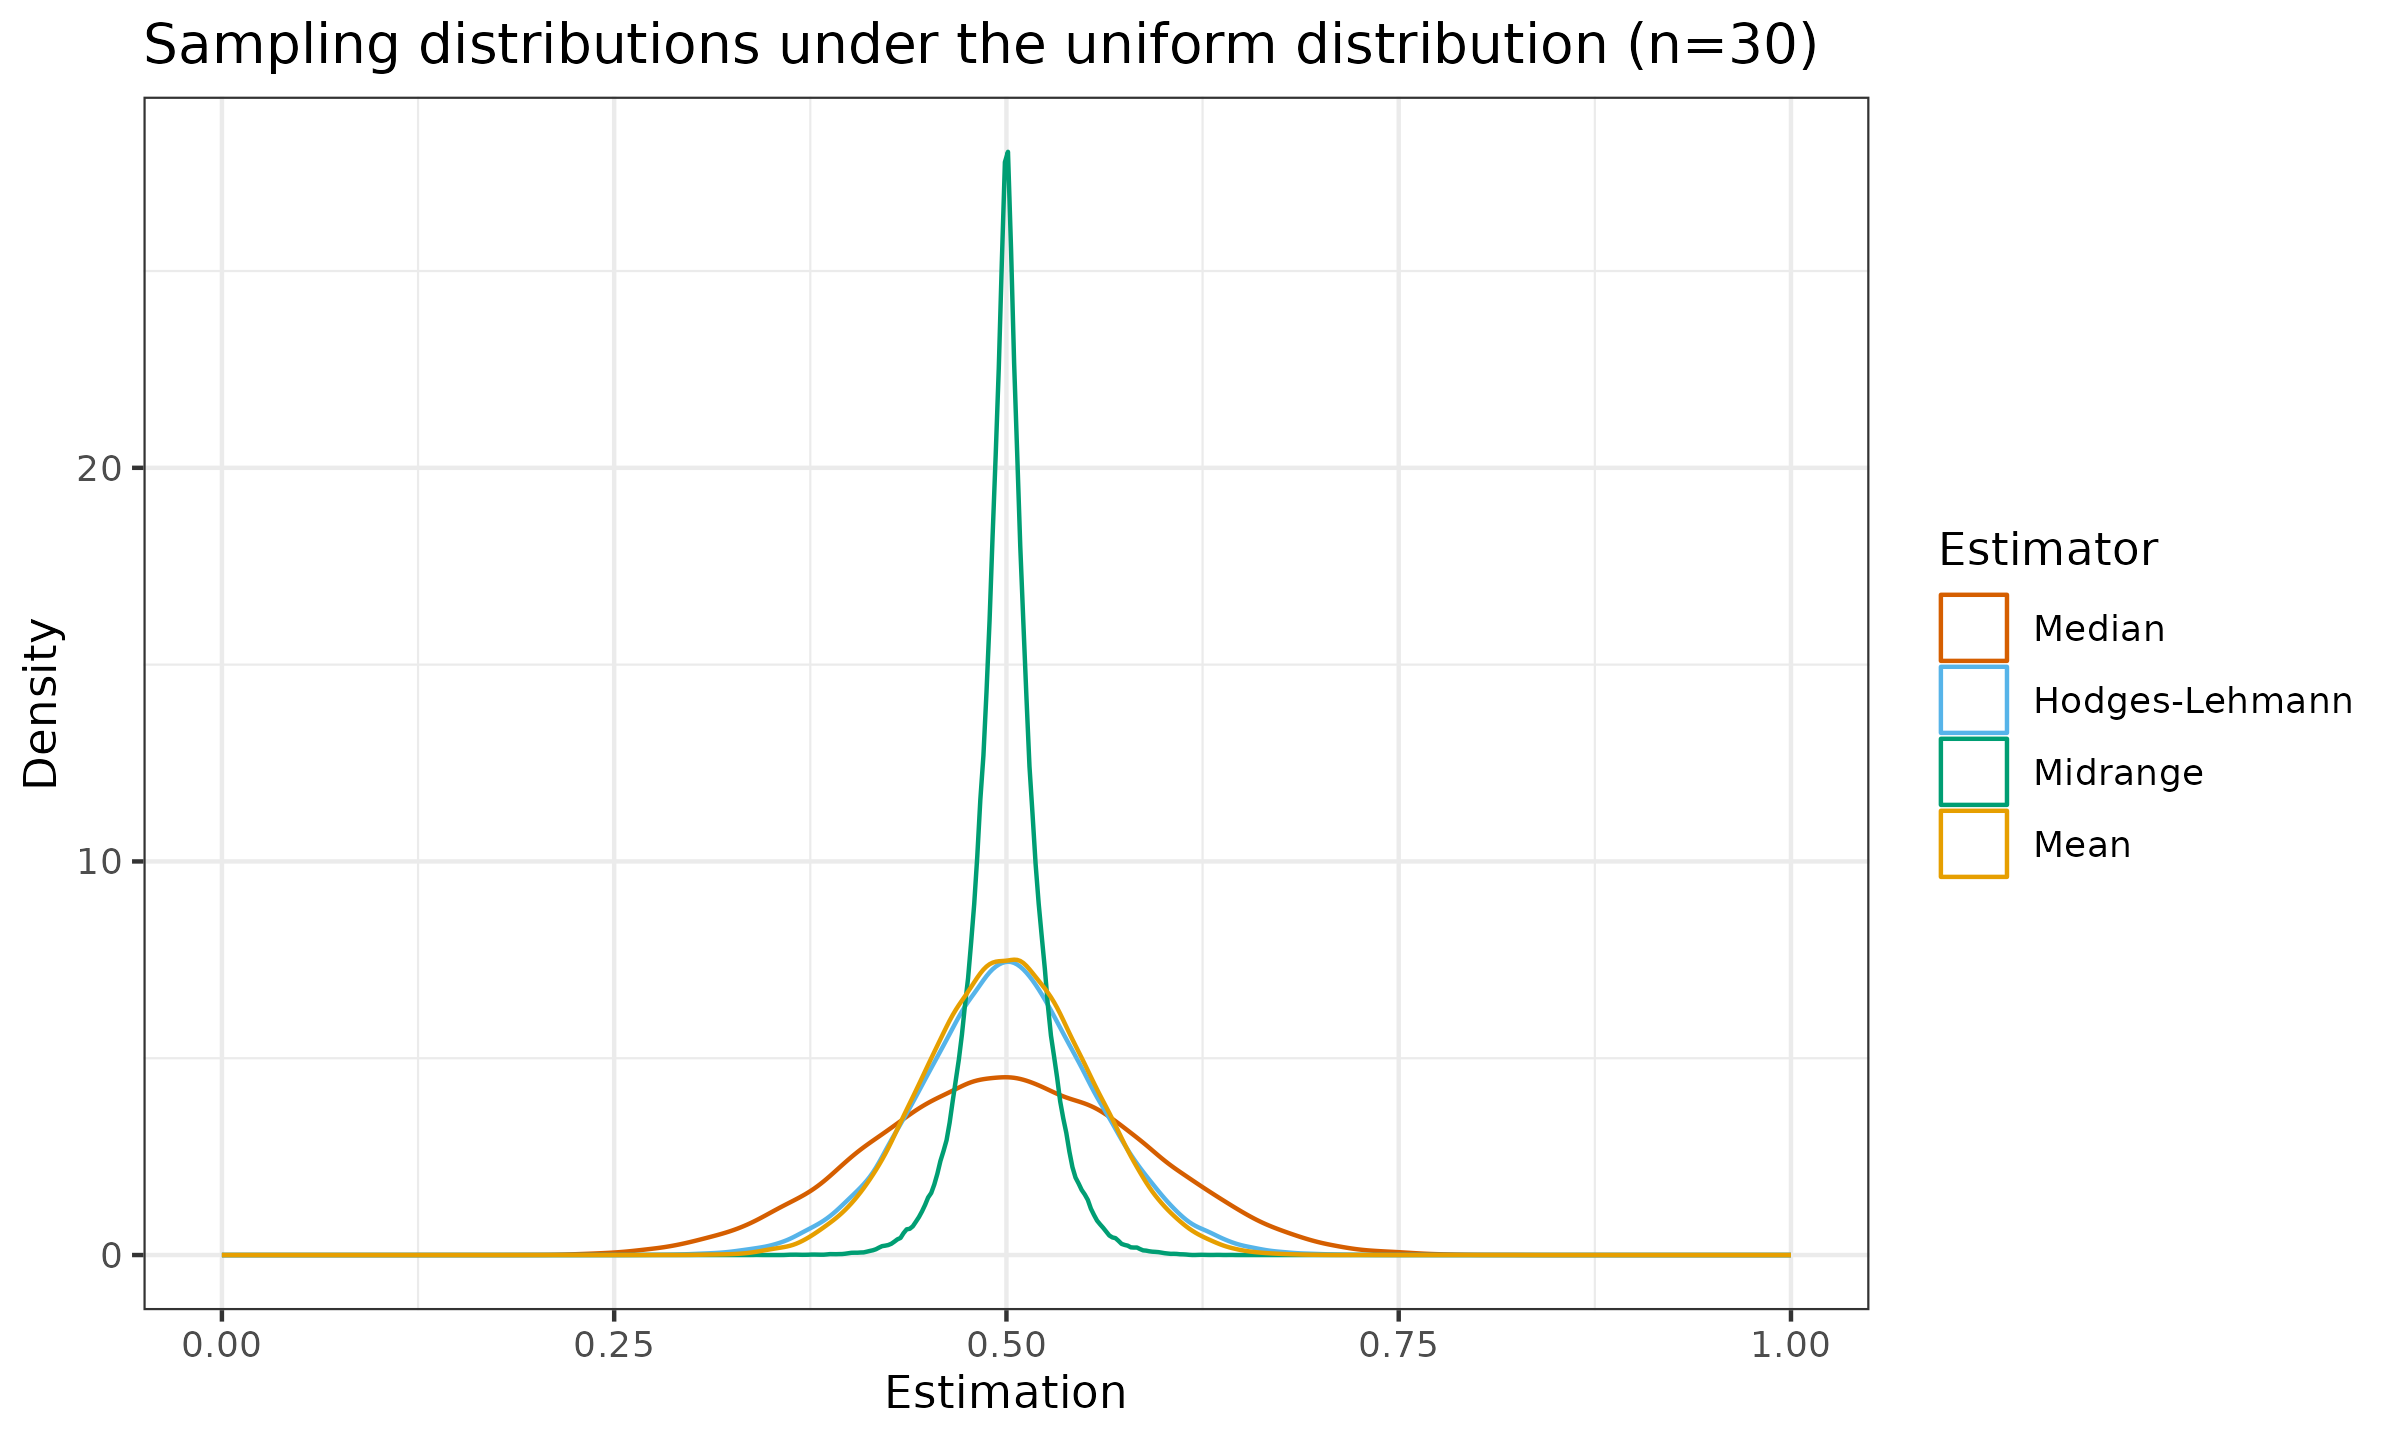 Sampling distributions under the uniform distribution (n=30)
Density
20
10
0
0.00 0.25 0.50 0.75 1.00
Estimation
Estimator
Median
Hodges-Lehmann
Midrange
Mean